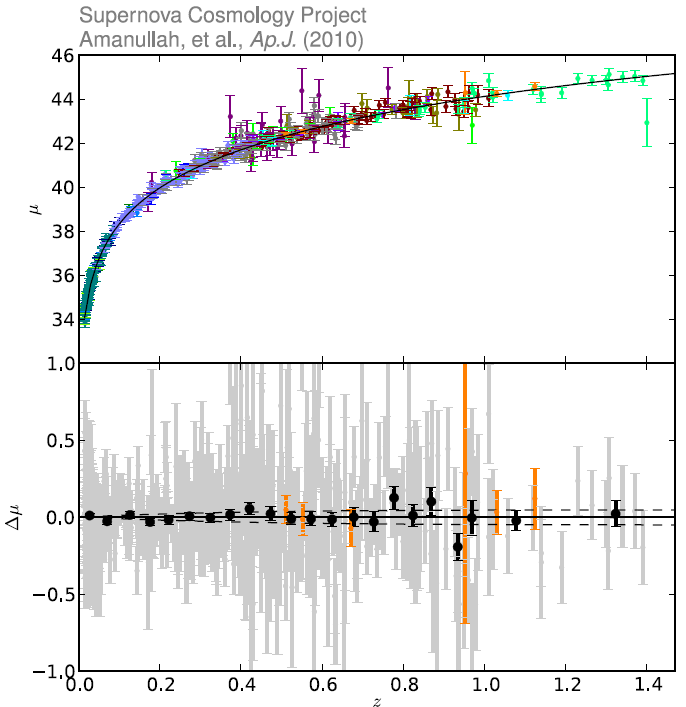 Supernova Cosmology Project
Amanullah, et al., Ap.J. (2010)
46
44
42
40
38
36
34
μ
1.0
0.5
0.0
−0.5
−1.0
Δμ
0.0 0.2 0.4 0.6 0.8 1.0 1.2 1.4
z